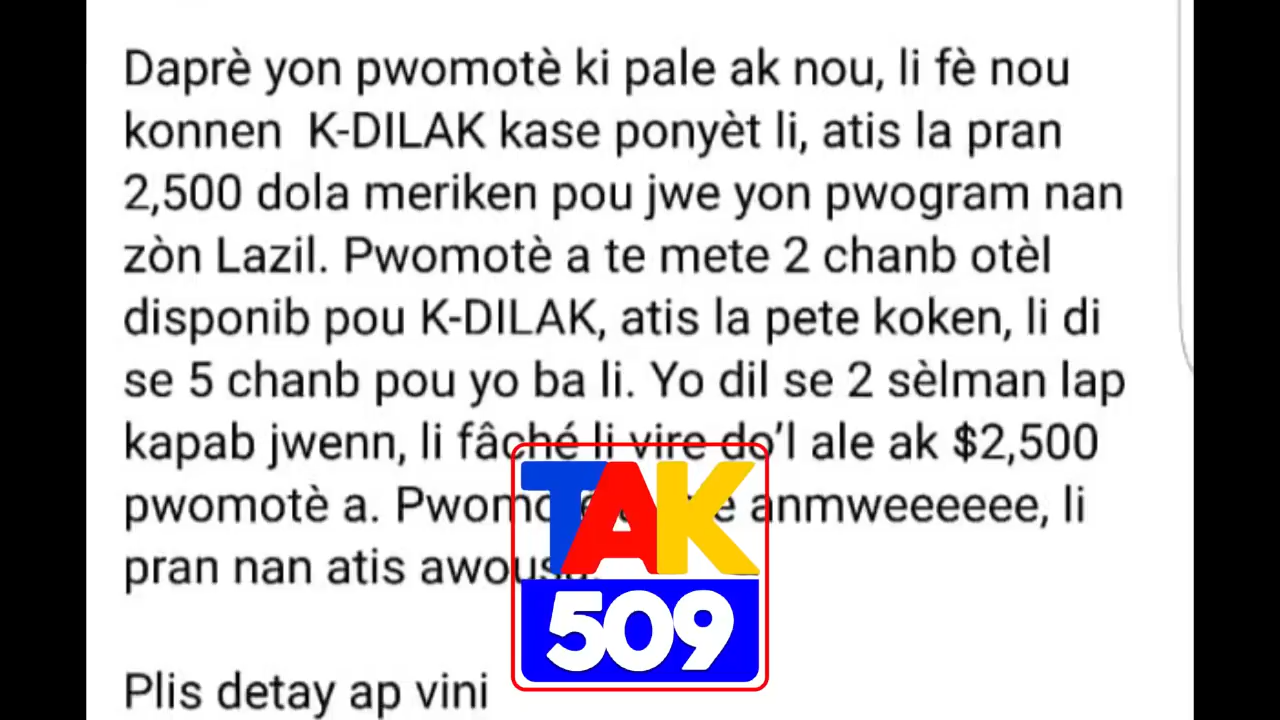 Daprè yon pwomotè ki pale ak nou, li fè nou
konnen K-DILAK kase ponyèt li, atis la pran
2,500 dola meriken pou jwe yon pwogram nan
zòn Lazil. Pwomotè a te mete 2 chanb otèl
disponib pou K-DILAK, atis la pete koken, li di
se 5 chanb pou yo ba li. Yo dil se 2 sèlman lap
kapab jwenn, li fâché li vire do’l ale ak $2,500
pwomotè a. anmweeeeee, li
pran nan atis
TAK
509
Plis detay ap vini